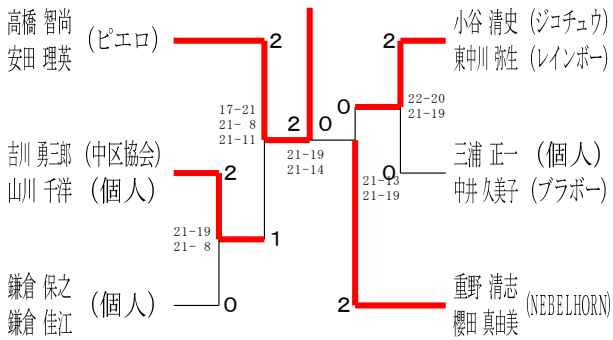 高橋 智尚
安田 理英 (ピエロ)
2
17-21
21- 8
21-11
吉川 勇三郎 (中区協会)
山川 千洋 (個人)
2
21-19
21- 8
1
鎌倉 保之
鎌倉 佳江 (個人)
0
2 0
21-19
21-14
小谷 清史 (ジコチュウ)
東中川 弥生 (レインボー)
2
22-20
21-19
0
三浦 正一 (個人)
中井 久美子 (ブラボー)
0
21-13
21-19
重野 清志
櫻田 真由美 (NEBELHORN)
2